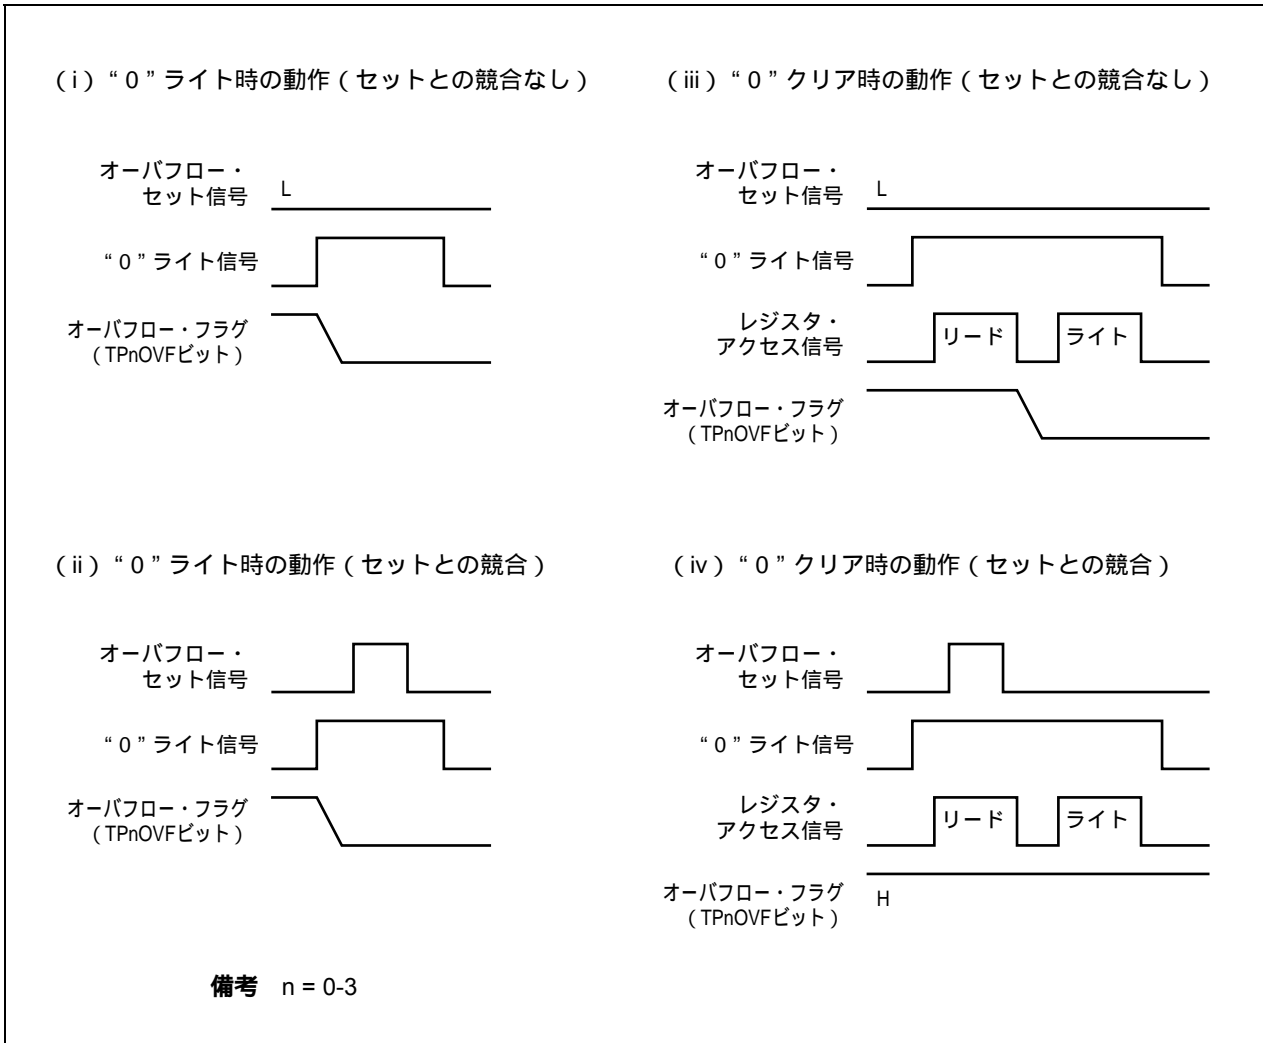 （i）“0”ライト時の動作（セットとの競合なし）
オーバフロー・
セット信号
L
“0”ライト信号
オーバフロー・フラグ
（TPnOVFビット）
（iii）“0”クリア時の動作（セットとの競合なし）
オーバフロー・
セット信号
L
“0”ライト信号
レジスタ・
アクセス信号
リード
ライト
オーバフロー・フラグ
（TPnOVFビット）
（ii）“0”ライト時の動作（セットとの競合）
オーバフロー・
セット信号
“0”ライト信号
オーバフロー・フラグ
（TPnOVFビット）
（iv）“0”クリア時の動作（セットとの競合）
オーバフロー・
セット信号
“0”ライト信号
レジスタ・
アクセス信号
リード
ライト
オーバフロー・フラグ
（TPnOVFビット）
H
備考 n = 0-3